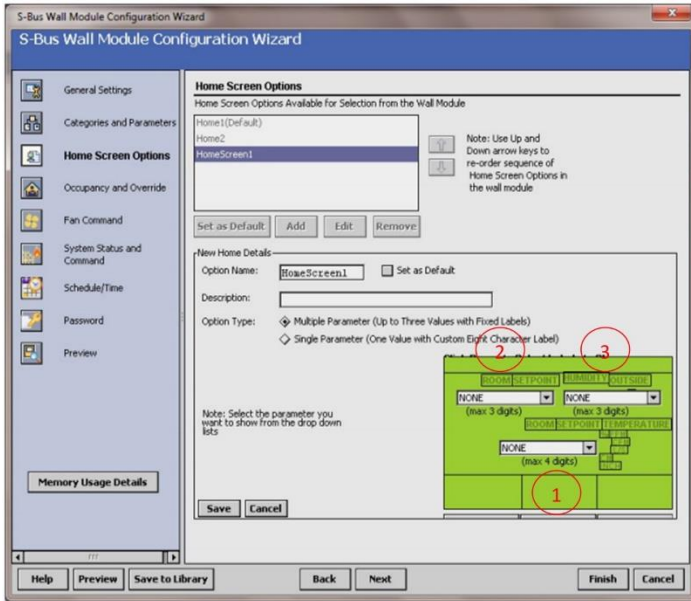 S-Bus Wall Module Configuration Wizard
S-Bus Wall Module Configuration Wizard
General Settings
Categories and Parameters
Home Screen Options
Occupancy and Override
Fan Command
System Status and
Command
Schedule/Time
Password
Preview
Memory Usage Details
Home Screen Options
Home Screen Options Available for Selection from the Wall Module
Home1(Default)
Home2
HomeScreen1
Note: Use Up and
Down arrow keys to
re-order sequence of
Home Screen Options in
the wall module
Set as Default Add Edit Remove
New Home Details
Option Name: HomeScreen1 Set as Default
Description:
Option Type: Multiple Parameter (Up to Three Values with Fixed Labels)
Single Parameter (One Value with Custom Eight Character Label)
2 3
ROOM SETPOINT HUMIDITY OUTSIDE
NONE NONE
(max 3 digits) (max 3 digits)
ROOM SETPOINT TEMPERATURE
NONE
(max 4 digits)
1
Note: Select the parameter you
want to show from the drop down
lists
Save Cancel
Help Preview Save to Library Back Next Finish Cancel